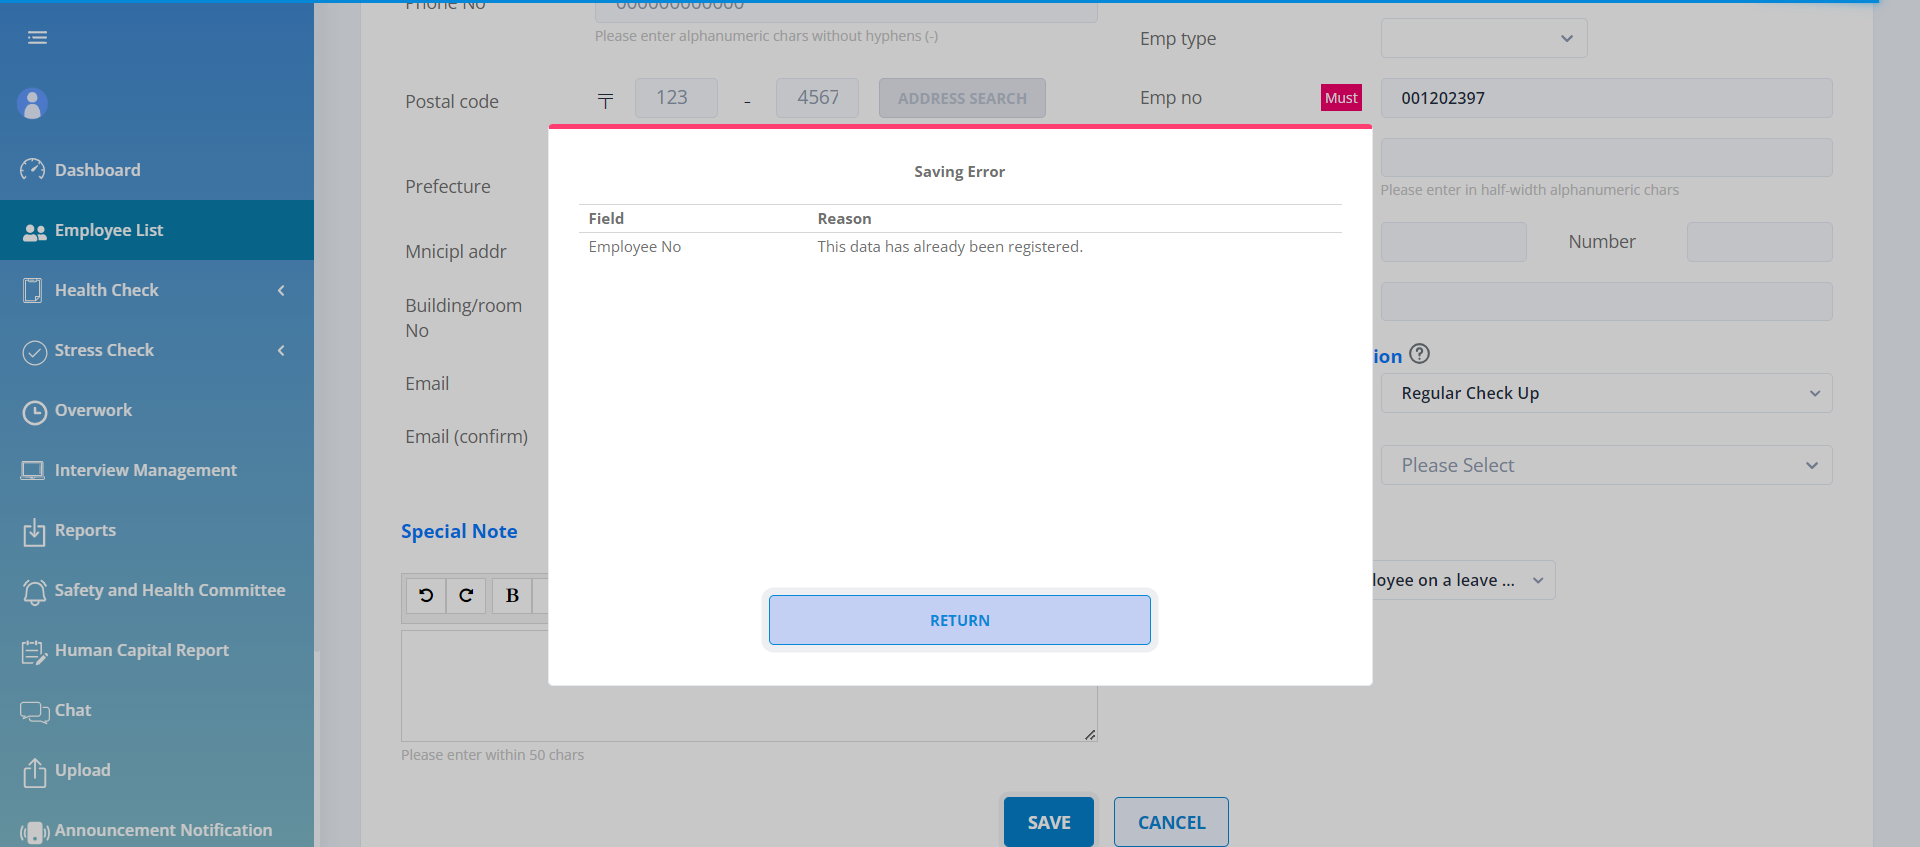 Dashboard
Employee List
Health Check
Stress Check
Overwork
Interview Management
Reports
Safety and Health Committee
Human Capital Report
Chat
Upload
Announcement Notification
Phone No
000000000000
Please enter alphanumeric chars without hyphens (-)
Postal code
〒 123 - 4567 ADDRESS SEARCH
Prefecture
Mnicipl addr
Building/room
No
Email
Email (confirm)
Special Note
B
Please enter within 50 chars
Emp type
Emp no Must 001202397
Please enter in half-width alphanumeric chars
Number
ion
Regular Check Up
Please Select
loyee on a leave ...
Saving Error
Field Reason
Employee No This data has already been registered.
RETURN
SAVE CANCEL